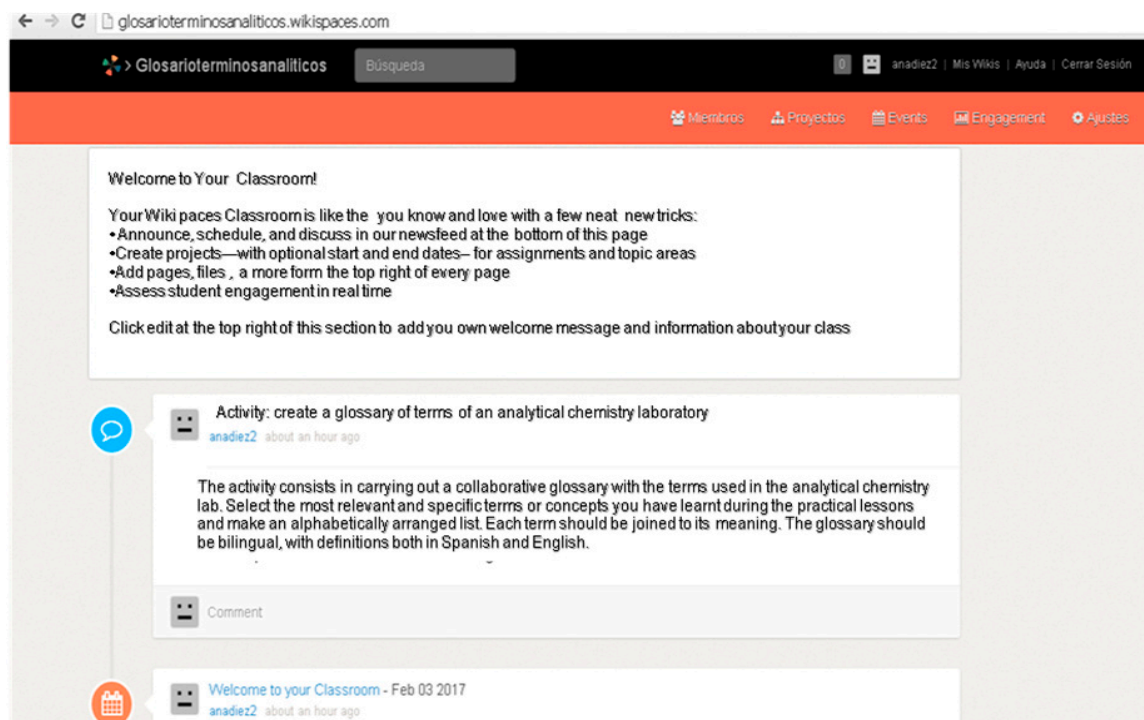 glosarioterminosanaliticos.wikispaces.com
> Glosarioterminosanaliticos Búsqueda 0 anadiez2 | Mis Wikis | Ayuda | Cerrar Sesión
Miembros Proyectos Events Engagement Ajustes
Welcome to Your Classroom!
Your Wiki paces Classroom is like the you know and love with a few neat new tricks:
•Announce, schedule, and discuss in our newsfeed at the bottom of this page
•Create projects—with optional start and end dates– for assignments and topic areas
•Add pages, files , a more form the top right of every page
•Assess student engagement in real time
Click edit at the top right of this section to add you own welcome message and information about your class
Activity: create a glossary of terms of an analytical chemistry laboratory
anadiez2 about an hour ago
The activity consists in carrying out a collaborative glossary with the terms used in the analytical chemistry
lab. Select the most relevant and specific terms or concepts you have learnt during the practical lessons
and make an alphabetically arranged list. Each term should be joined to its meaning. The glossary should
be bilingual, with definitions both in Spanish and English.
Comment
Welcome to your Classroom - Feb 03 2017
anadiez2 about an hour ago